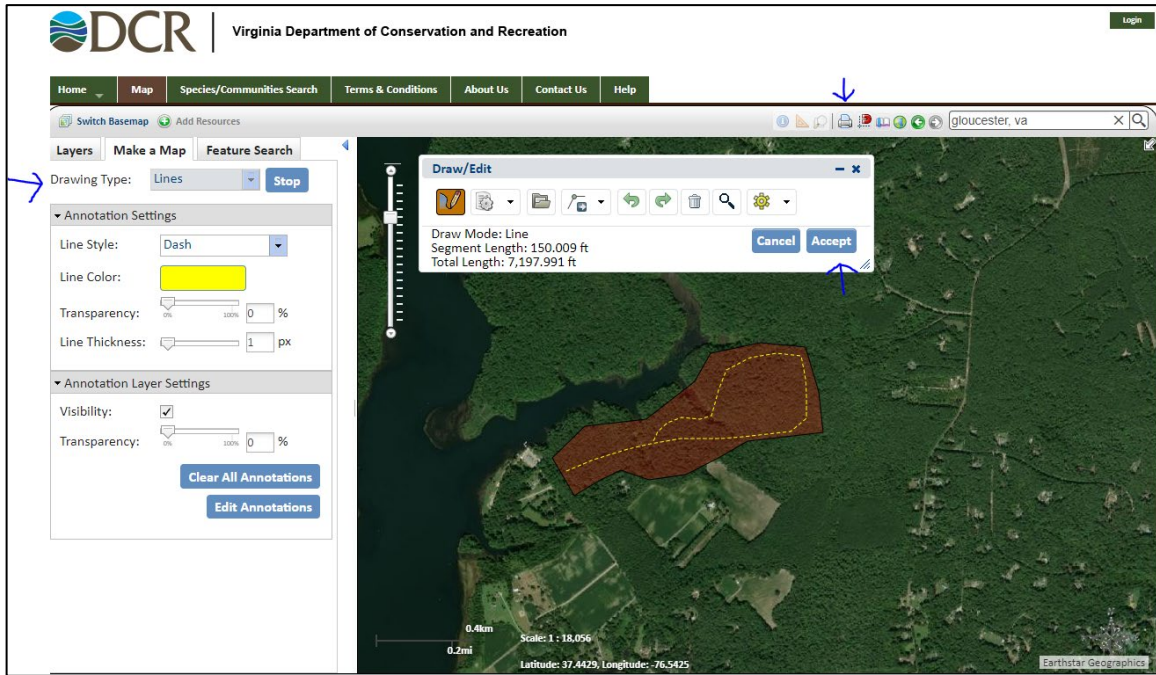 DCR
Virginia Department of Conservation and Recreation
Login
Home Map Species/Communities Search Terms & Conditions About Us Contact Us Help
Switch Basemap Add Resources
gloucester, va
Layers Make a Map Feature Search
Drawing Type: Lines Stop
Annotation Settings
Line Style: Dash
Line Color:
Transparency: 0% 100% 0 %
Line Thickness: 1 px
Annotation Layer Settings
Visibility:
Transparency: 0% 100% 0 %
Clear All Annotations
Edit Annotations
Draw/Edit
Draw Mode: Line
Segment Length: 150.009 ft
Total Length: 7,197.991 ft
Cancel Accept
0.4km
0.2mi
Scale: 1 : 18,056
Latitude: 37.4429, Longitude: -76.5425
Earthstar Geographics